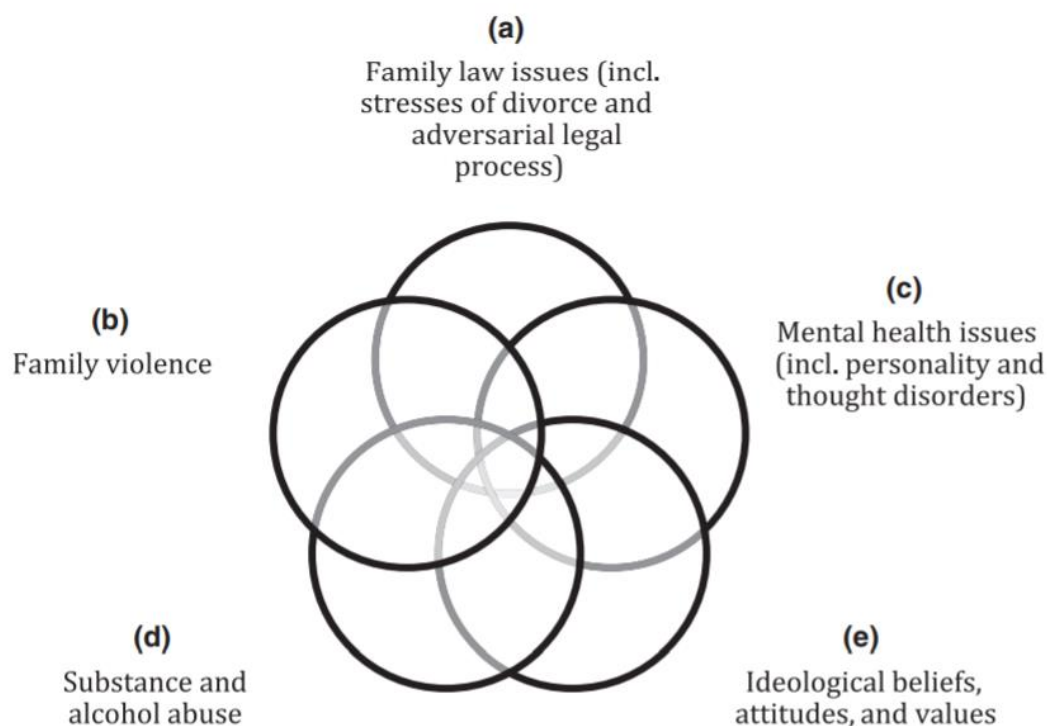 (a)
Family law issues (incl.
stresses of divorce and
adversarial legal
process)
(b)
Family violence
(c)
Mental health issues
(incl. personality and
thought disorders)
(d)
Substance and
alcohol abuse
(e)
Ideological beliefs,
attitudes, and values